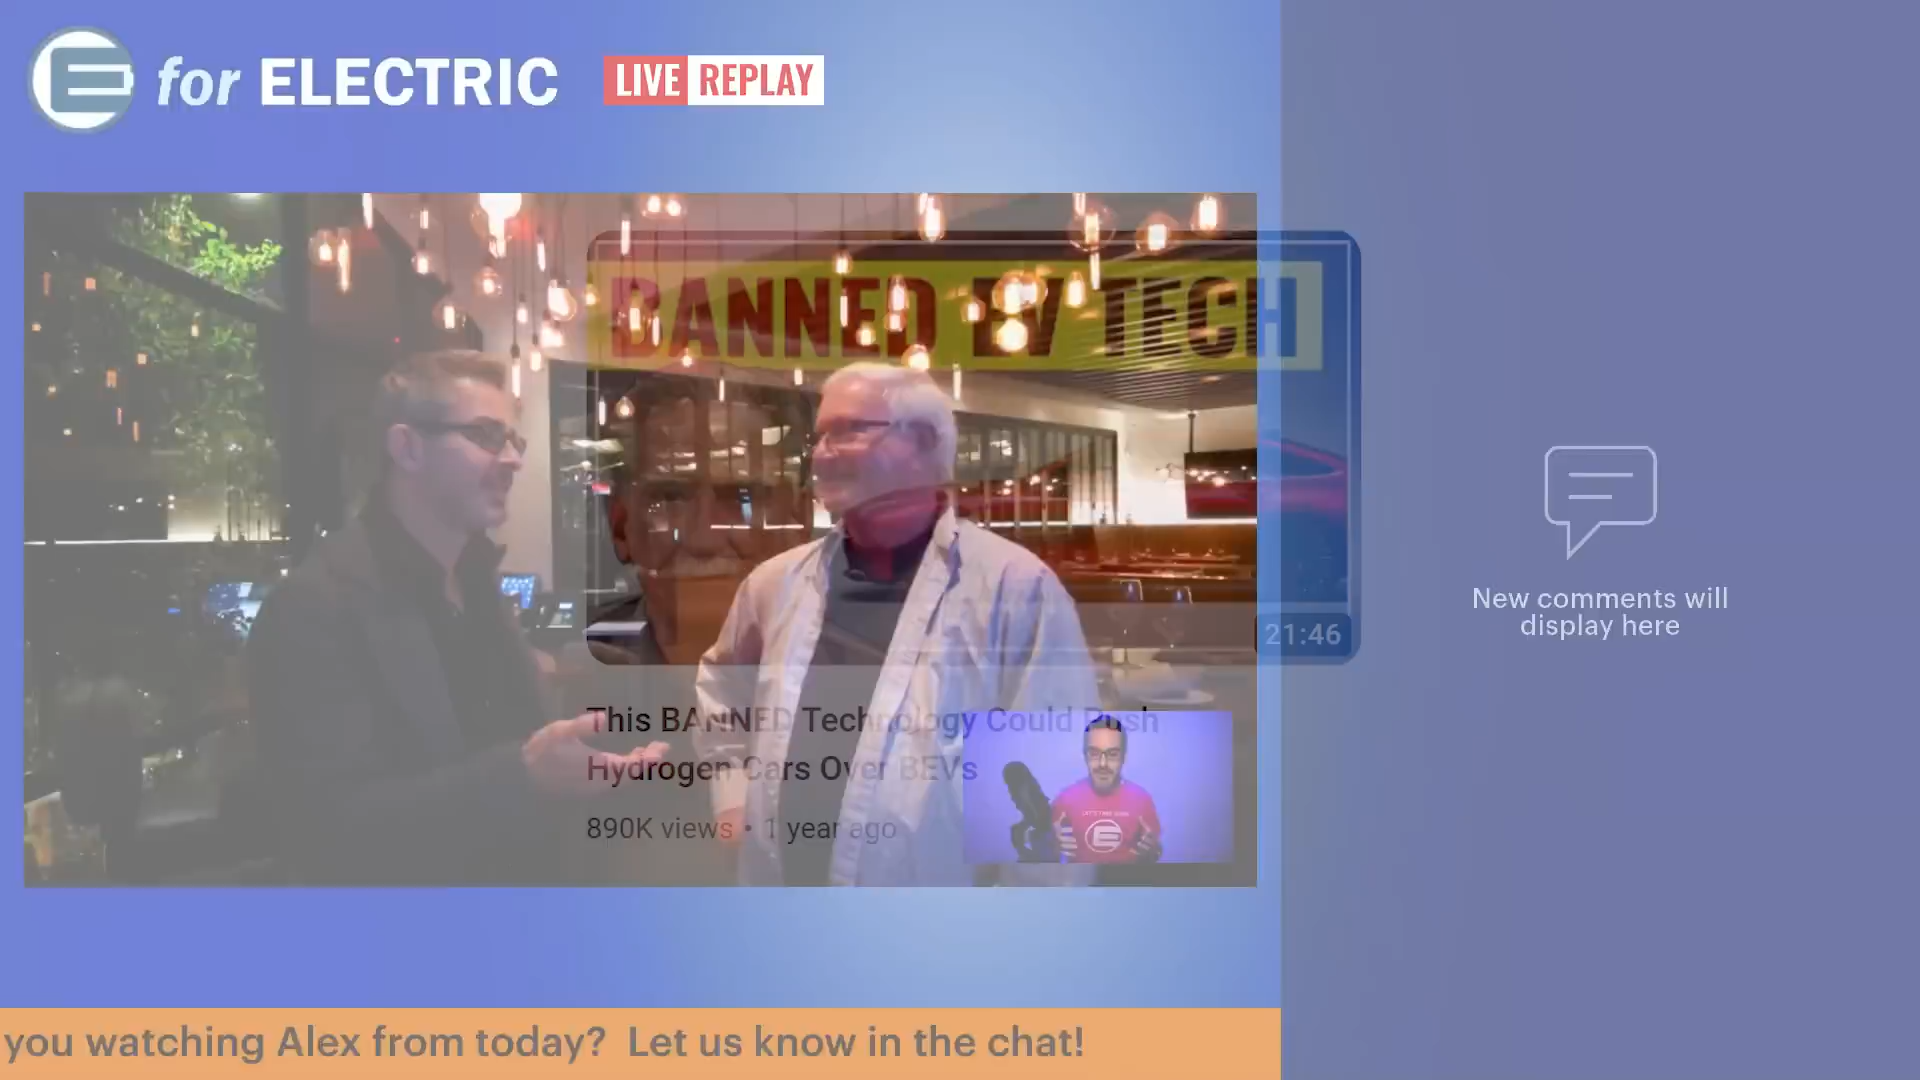 E for ELECTRIC
LIVE REPLAY
BANNED EV TECH
21:46
This BANNED Technology Could Push
Hydrogen Cars Over BEVs
890K views • 1 year ago
New comments will
display here
you watching Alex from today? Let us know in the chat!